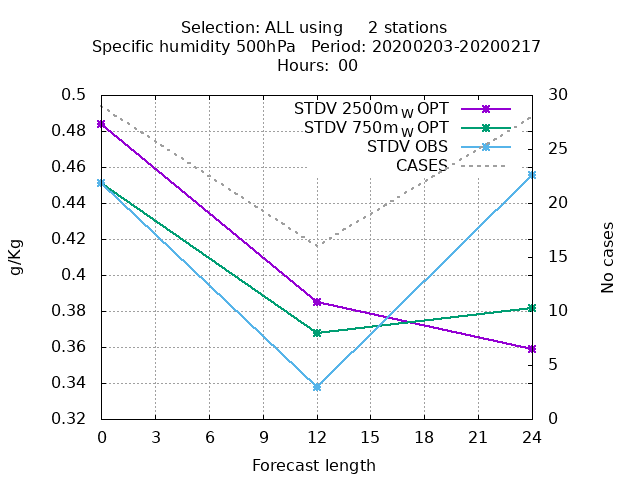 Selection: ALL using 2 stations
Specific humidity 500hPa Period: 20200203-20200217
Hours: 00
0.5
0.48
0.46
0.44
0.42
0.4
0.38
0.36
0.34
0.32
g/Kg
STDV 2500m W OPT
STDV 750m W OPT
STDV OBS
CASES
30
25
20
15
10
5
0
No cases
0 3 6 9 12 15 18 21 24
Forecast length